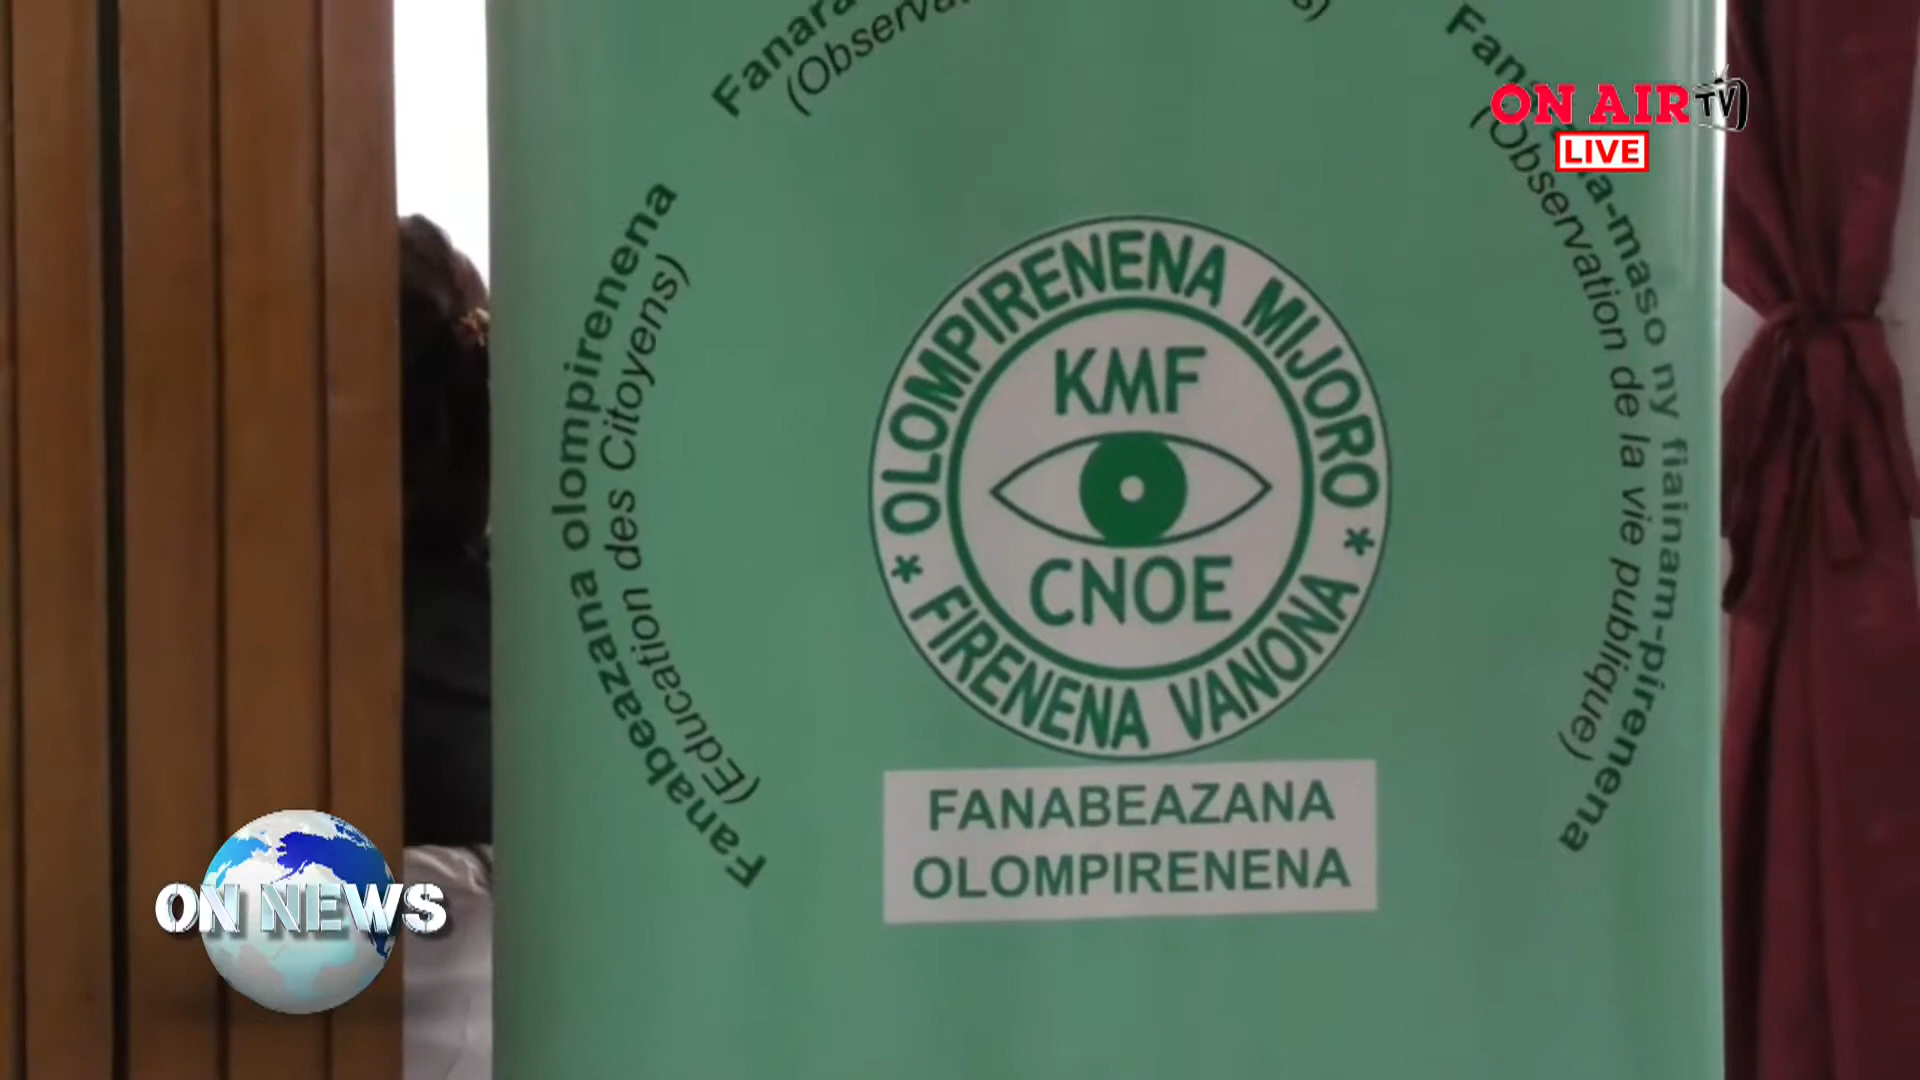 Fanara
(Observa
ON AIR TV
LIVE
Fanabeazana olompirenena
(Education des Citoyens)
-maso ny fiainam-pirenena
(Observation de la vie publique)
* OLOMPIRENENA MIJORO *
KMF
CNOE
FIRENENA VANONA
FANABEAZANA
OLOMPIRENENA
ON NEWS